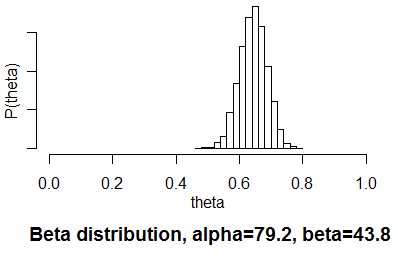 P(theta)
0.0 0.2 0.4 0.6 0.8 1.0
theta
Beta distribution, alpha=79.2, beta=43.8